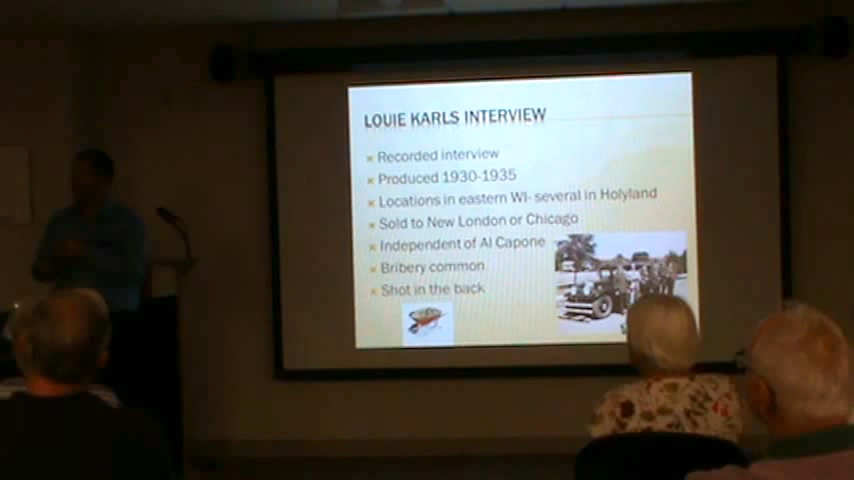 LOUIE KARLS INTERVIEW
Recorded interview
Produced 1930-1935
Locations in eastern WI- several in Holyland
Sold to New London or Chicago
Independent of Al Capone
Bribery common
Shot in the back